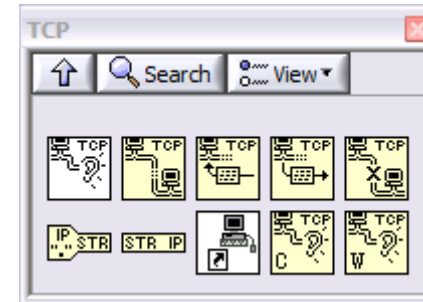 TCP
Search View
TCP TCP TCP TCP TCP
IP STR STR IP TCP TCP
C W